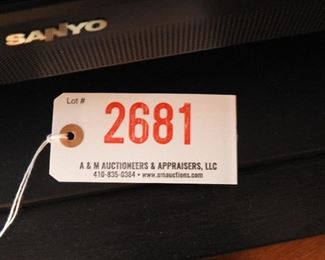 SANYO
Lot #
2681
A & M AUCTIONEERS & APPRAISERS, LLC
410-835-0384 • www.amauctions.com